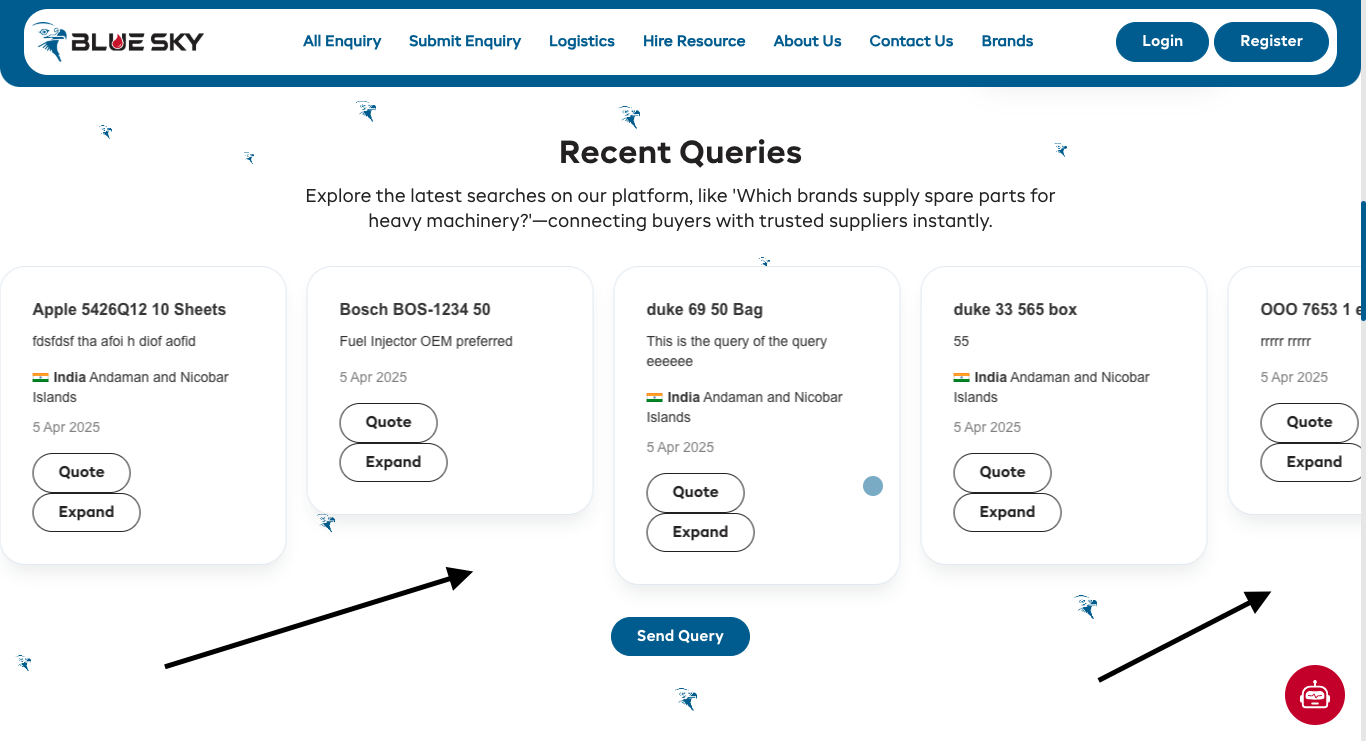 BLUE SKY
All Enquiry
Submit Enquiry
Logistics
Hire Resource
About Us
Contact Us
Brands
Login
Register
Recent Queries
Explore the latest searches on our platform, like 'Which brands supply spare parts for
heavy machinery?'—connecting buyers with trusted suppliers instantly.
Apple 5426Q12 10 Sheets
fdsfdsf tha afoi h diof aofid
India Andaman and Nicobar
Islands
5 Apr 2025
Quote
Expand
Bosch BOS-1234 50
Fuel Injector OEM preferred
5 Apr 2025
Quote
Expand
duke 69 50 Bag
This is the query of the query
eeeeee
India Andaman and Nicobar
Islands
5 Apr 2025
Quote
Expand
duke 33 565 box
55
India Andaman and Nicobar
Islands
5 Apr 2025
Quote
Expand
OOO 7653 1
rrrrr rrrrr
5 Apr 2025
Quote
Expand
Send Query